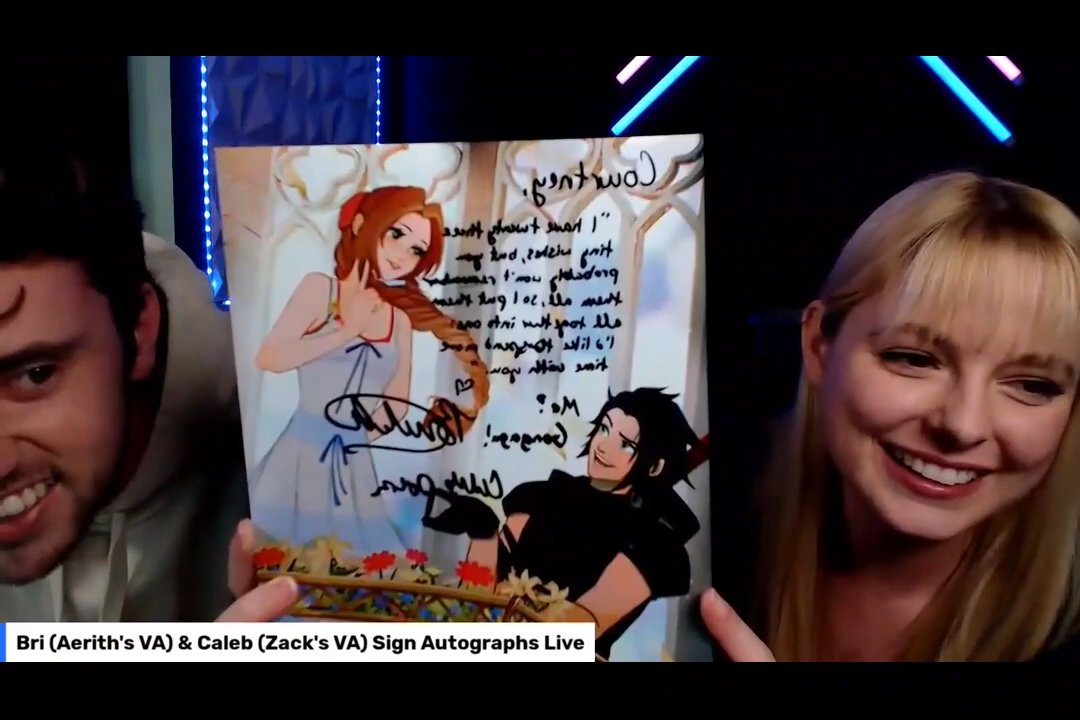 Courtney,
"I have twenty three
tiny wishes, but you
probably won't remember
them all, so I put them
all together into one:
I'd like to spend more
time with you."
Me?
Gongaga!
Bri (Aerith's VA) & Caleb (Zack's VA) Sign Autographs Live